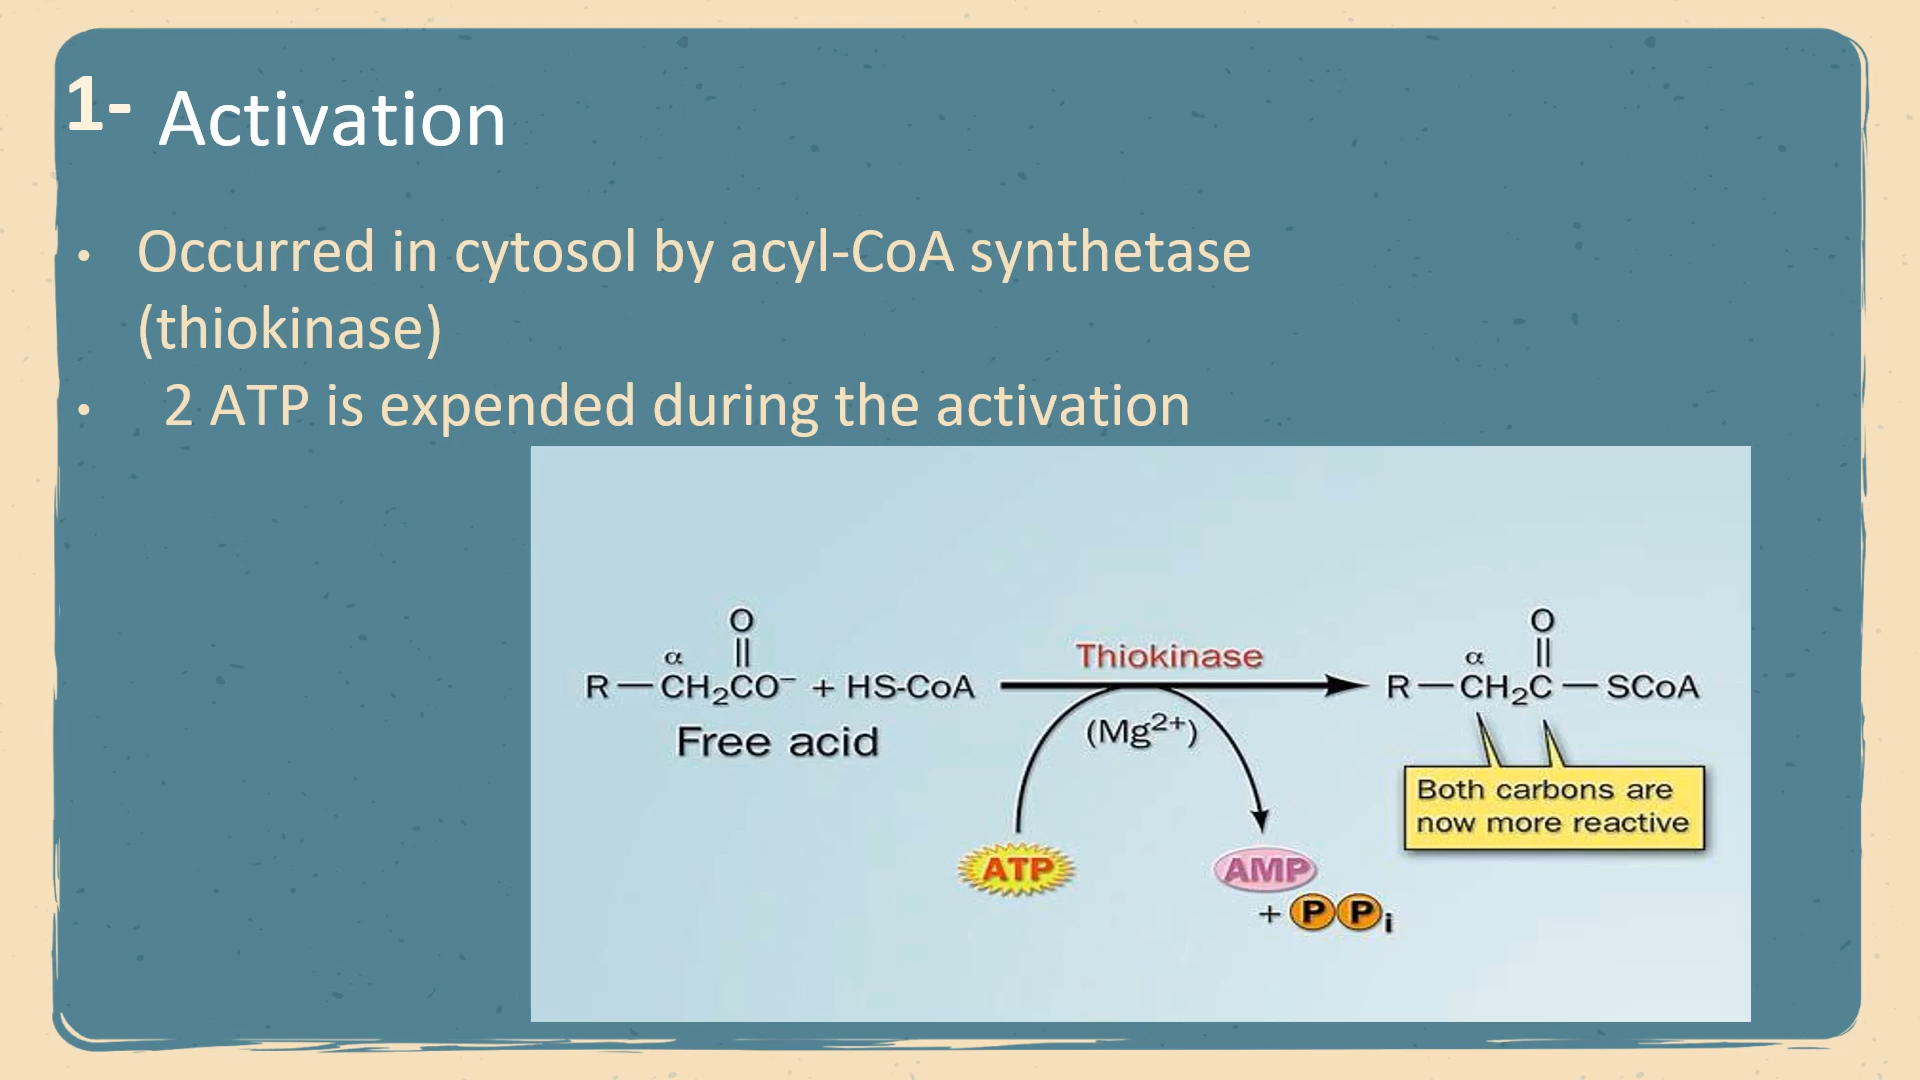 1- Activation
• Occurred in cytosol by acyl-CoA synthetase
(thiokinase)
• 2 ATP is expended during the activation
O
||
α
R — CH₂CO⁻ + HS-CoA
Free acid
Thiokinase
(Mg²⁺)
ATP
AMP
+ P P i
O
||
α
R — CH₂C — SCoA
Both carbons are
now more reactive